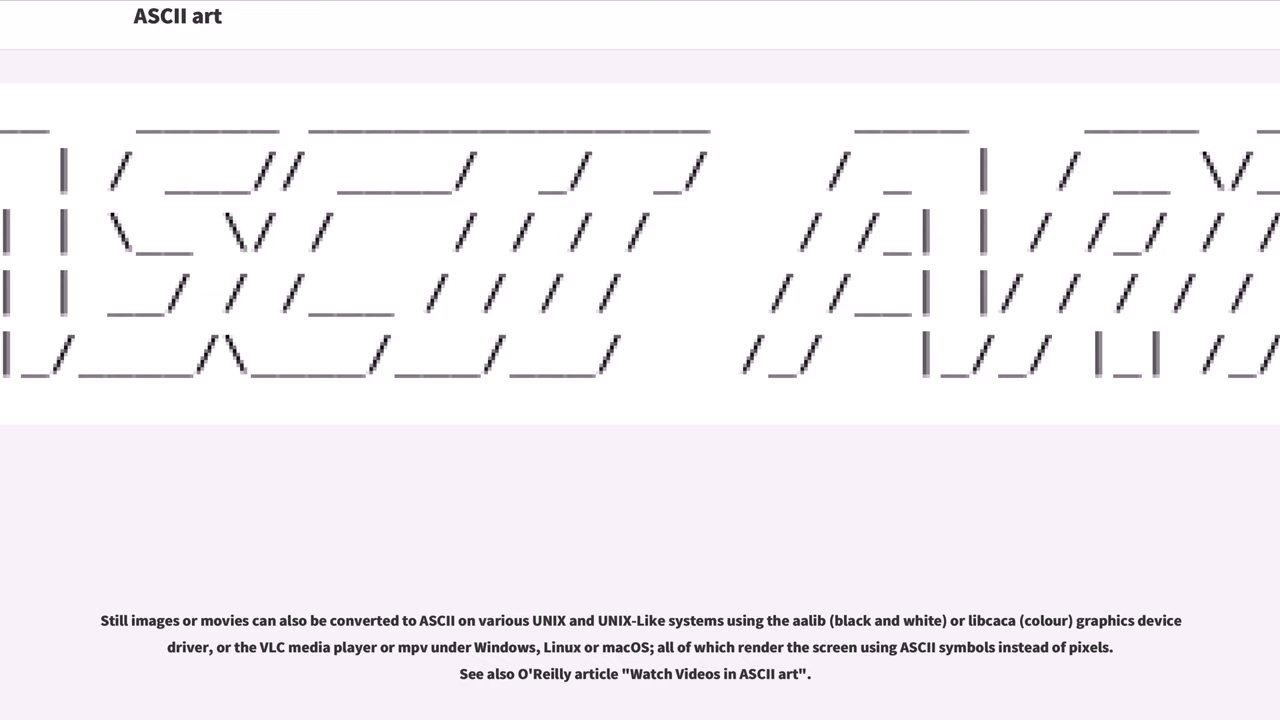 ASCII art
SCII AR
Still images or movies can also be converted to ASCII on various UNIX and UNIX-Like systems using the aalib (black and white) or libcaca (colour) graphics device
driver, or the VLC media player or mpv under Windows, Linux or macOS; all of which render the screen using ASCII symbols instead of pixels.
See also O'Reilly article "Watch Videos in ASCII art".